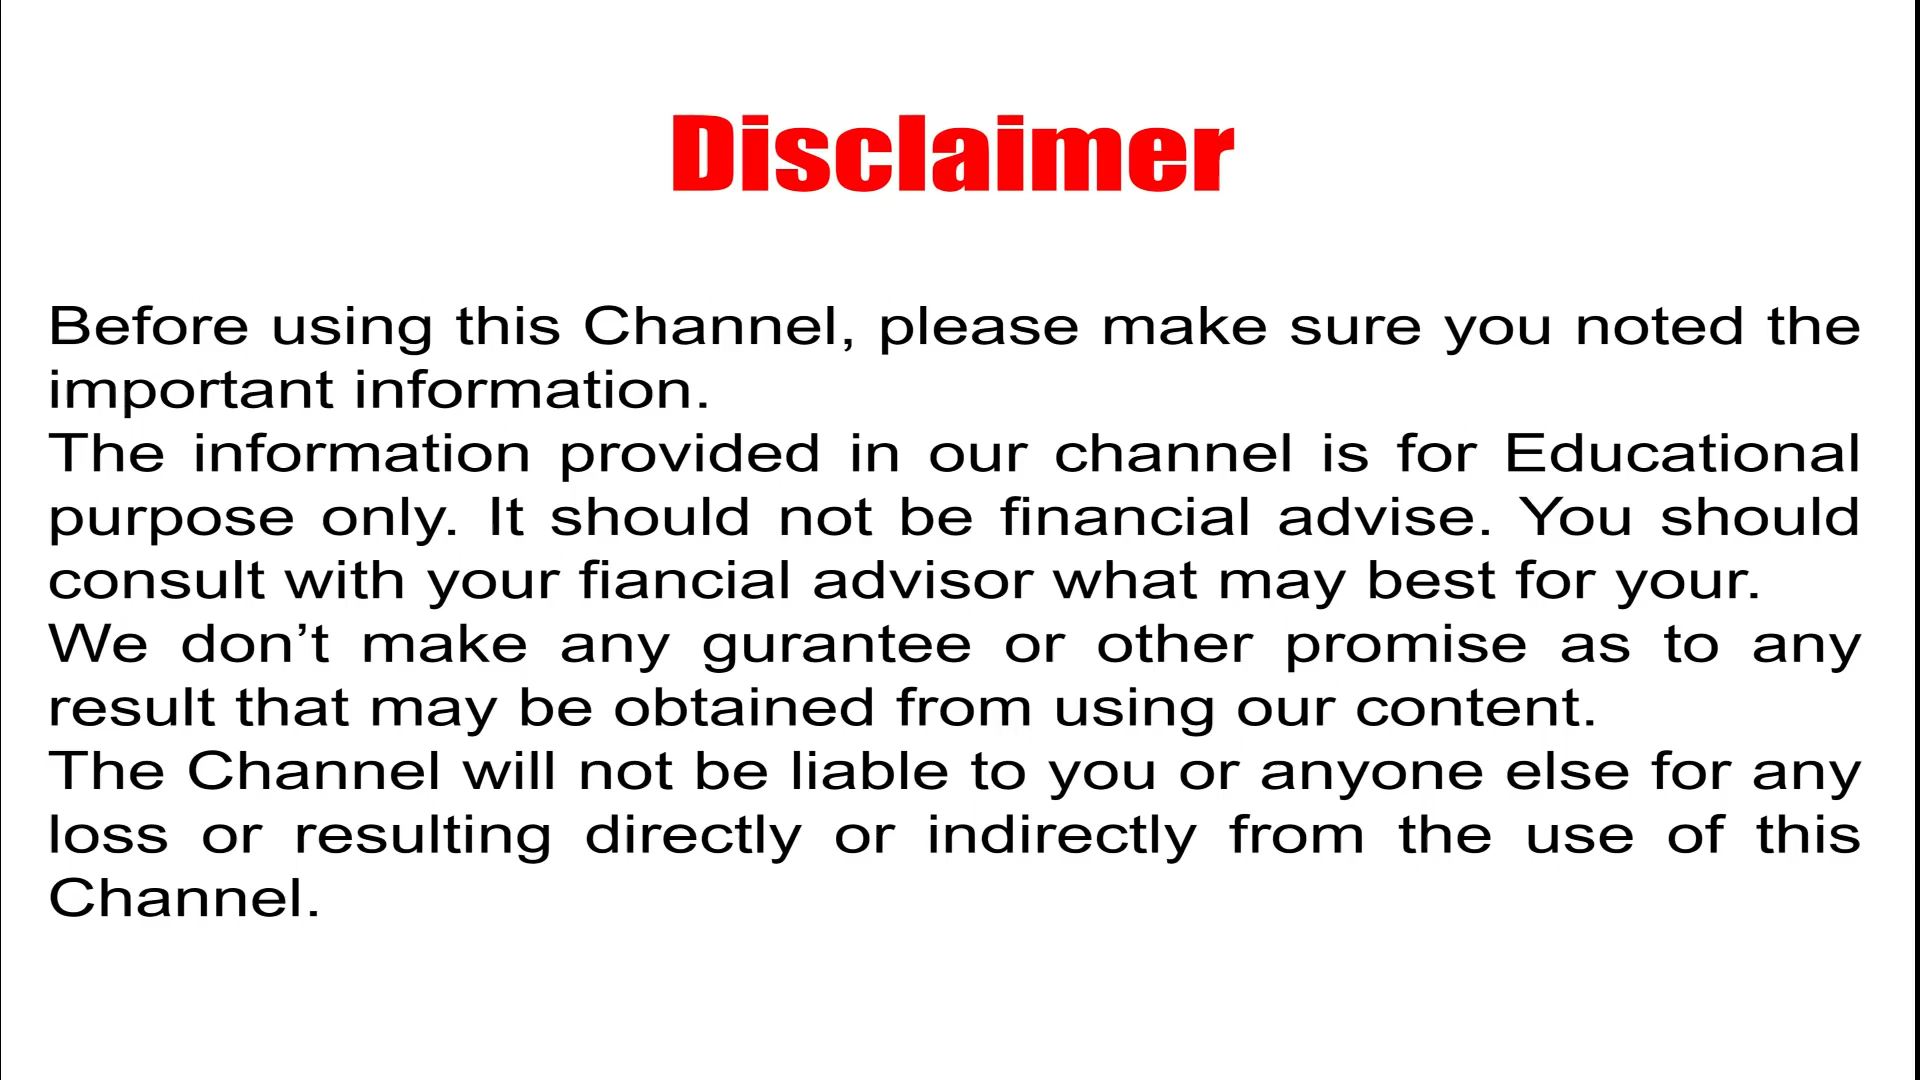 Disclaimer
Before using this Channel, please make sure you noted the
important information.
The information provided in our channel is for Educational
purpose only. It should not be financial advise. You should
consult with your fiancial advisor what may best for your.
We don’t make any gurantee or other promise as to any
result that may be obtained from using our content.
The Channel will not be liable to you or anyone else for any
loss or resulting directly or indirectly from the use of this
Channel.